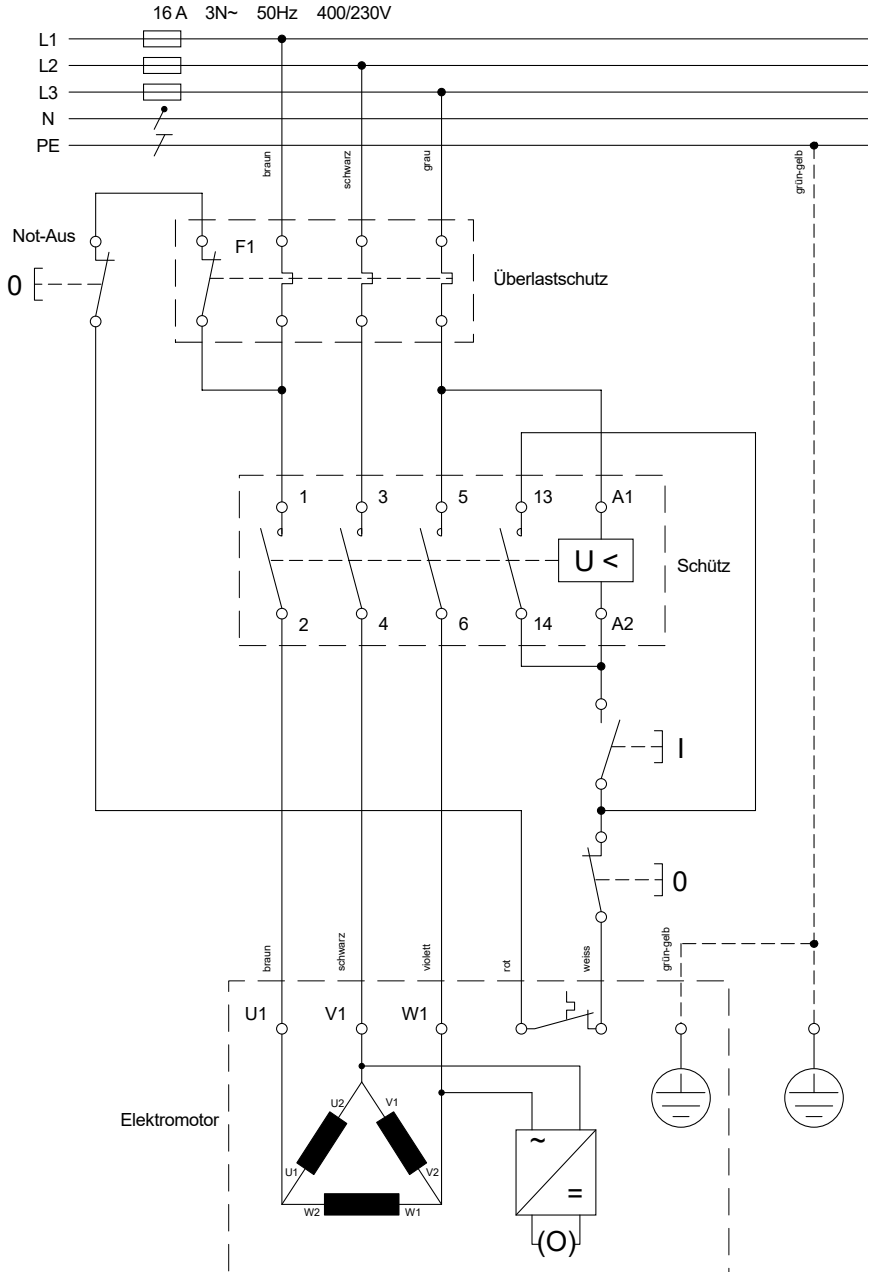 16 A 3N~ 50Hz 400/230V
L1
L2
L3
N
PE
braun
schwarz
grau
grün-gelb
Not-Aus
F1
0
Überlastschutz
1 3 5 13 A1
U <
Schütz
2 4 6 14 A2
I
0
braun
schwarz
violett
rot
weiss
grün-gelb
U1 V1 W1
U2 V1
Elektromotor
~
U1 V2
=
W2 W1
(O)